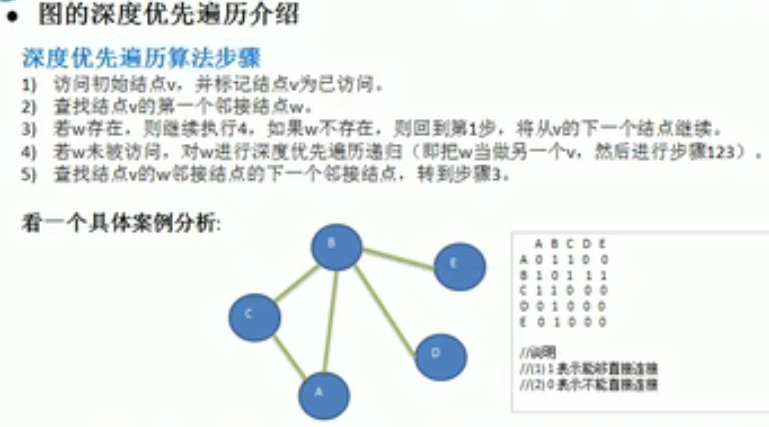 ● 图的深度优先遍历介绍
深度优先遍历算法步骤
1) 访问初始结点v，并标记结点v为已访问。
2) 查找结点v的第一个邻接结点w。
3) 若w存在，则继续执行4，如果w不存在，则回到第1步，将从v的下一个结点继续。
4) 若w未被访问，对w进行深度优先遍历递归（即把w当做另一个v，然后进行步骤123）。
5) 查找结点v的w邻接结点的下一个邻接结点，转到步骤3。
看一个具体案例分析:
B
E
C
D
A
A B C D E
A 0 1 1 0 0
B 1 0 1 1 1
C 1 1 0 0 0
D 0 1 0 0 0
E 0 1 0 0 0
//说明
//(1) 1 表示能够直接连接
//(2) 0 表示不能直接连接